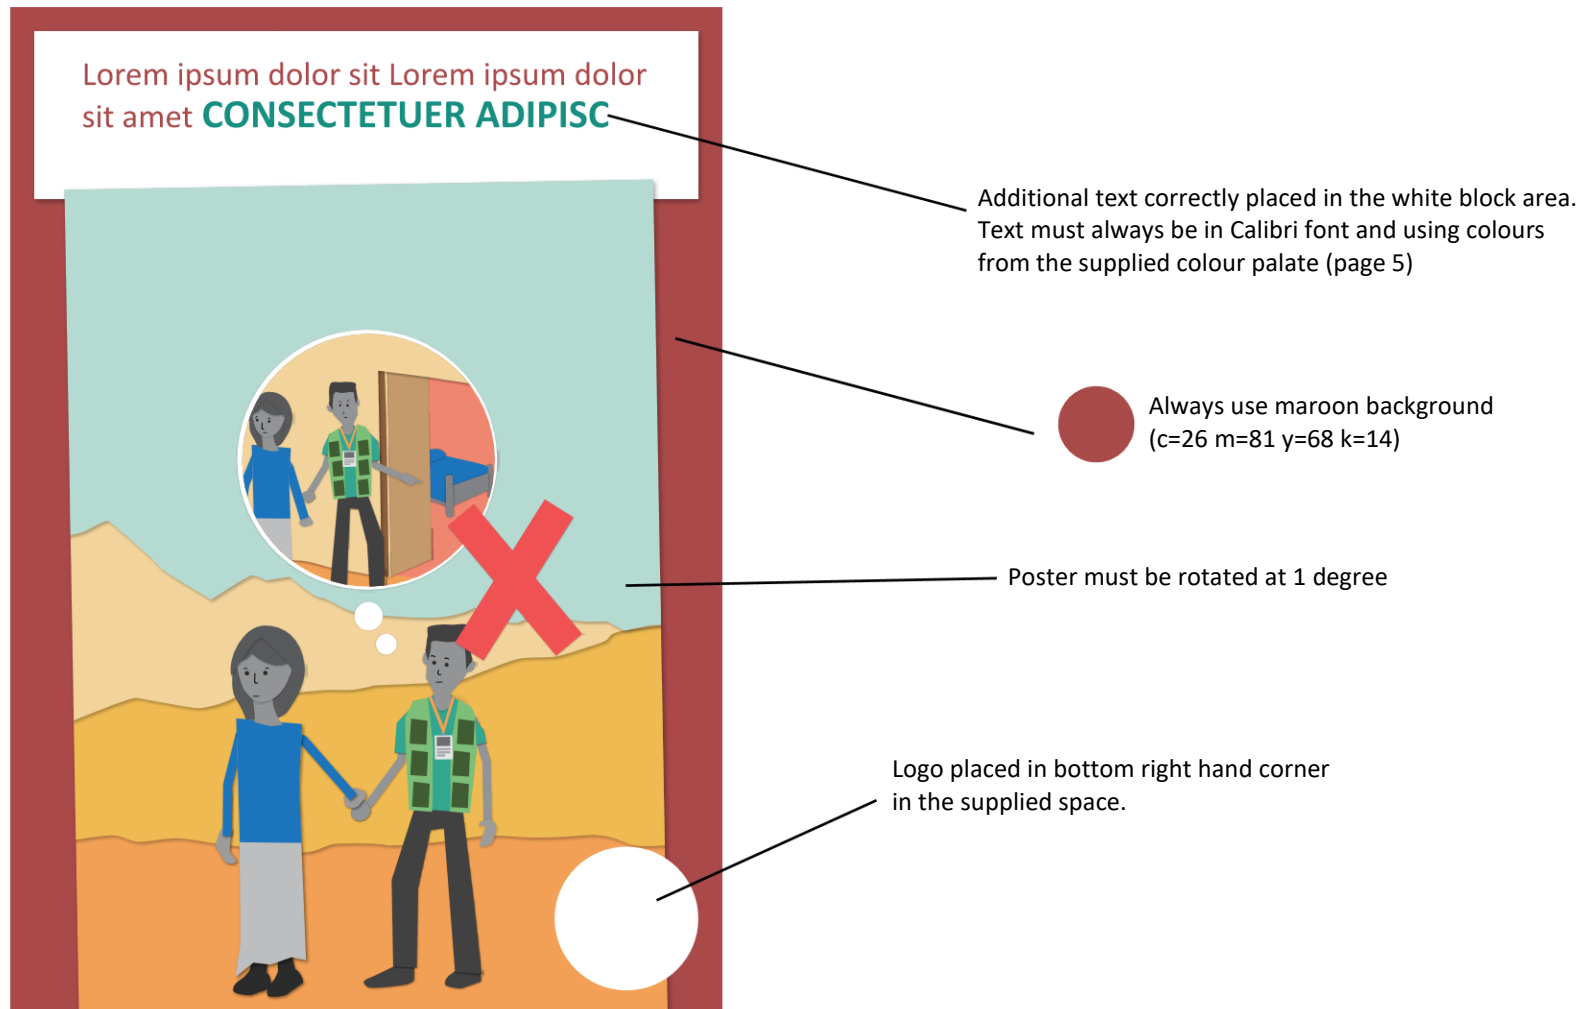 Lorem ipsum dolor sit Lorem ipsum dolor
sit amet CONSECTETUER ADIPISC
Additional text correctly placed in the white block area.
Text must always be in Calibri font and using colours
from the supplied colour palate (page 5)
Always use maroon background
(c=26 m=81 y=68 k=14)
Poster must be rotated at 1 degree
Logo placed in bottom right hand corner
in the supplied space.